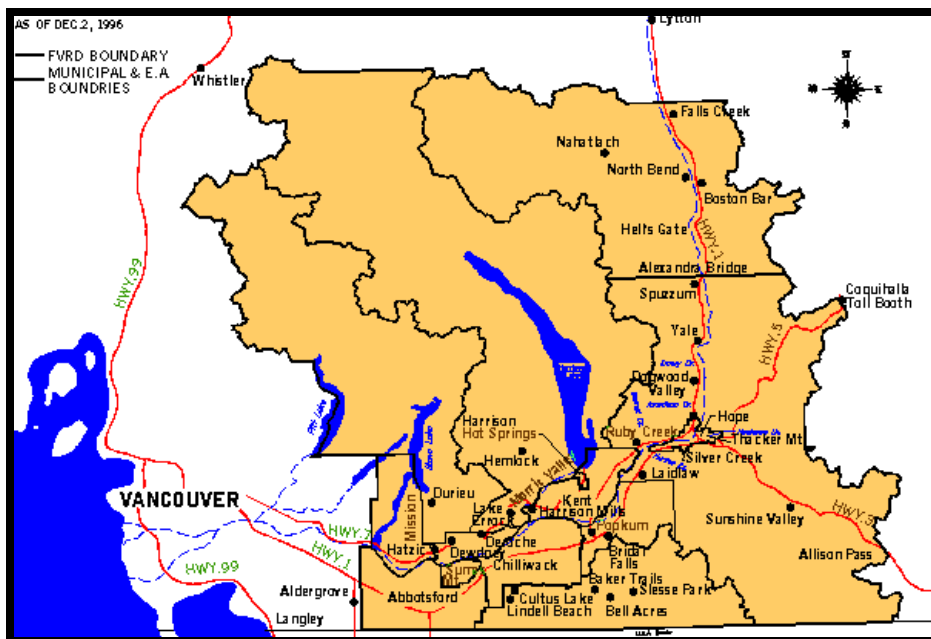 AS OF DEC.2, 1996
FVRD BOUNDARY
MUNICIPAL & E.A
BOUNDRIES
Whistler
Lytton
Falls Creek
Nahatlach
North Bend
Boston Bar
Hell's Gate
HWY.1
Alexandra Bridge
Spuzzum
Coquihalla
Toll Booth
HWY.99
Yale
HWY.5
Dogwood
Valley
Harrison
Hot Springs
Ruby Creek
Hope
Thacker Mt
Silver Creek
Hemlock
Laidlaw
Morris Valley
VANCOUVER
Durieu
Mission
Lake
Errock
Kent
Harrison Mills
Popkum
Sunshine Valley
HWY.3
HWY.7
Hatzic
Deroche
Dewdney
Chilliwack
Bridal
Falls
Allison Pass
HWY.1
HWY.99
Aldergrove
Abbotsford
Baker Trails
Slesse Park
Cultus Lake
Lindell Beach
Bell Acres
Langley